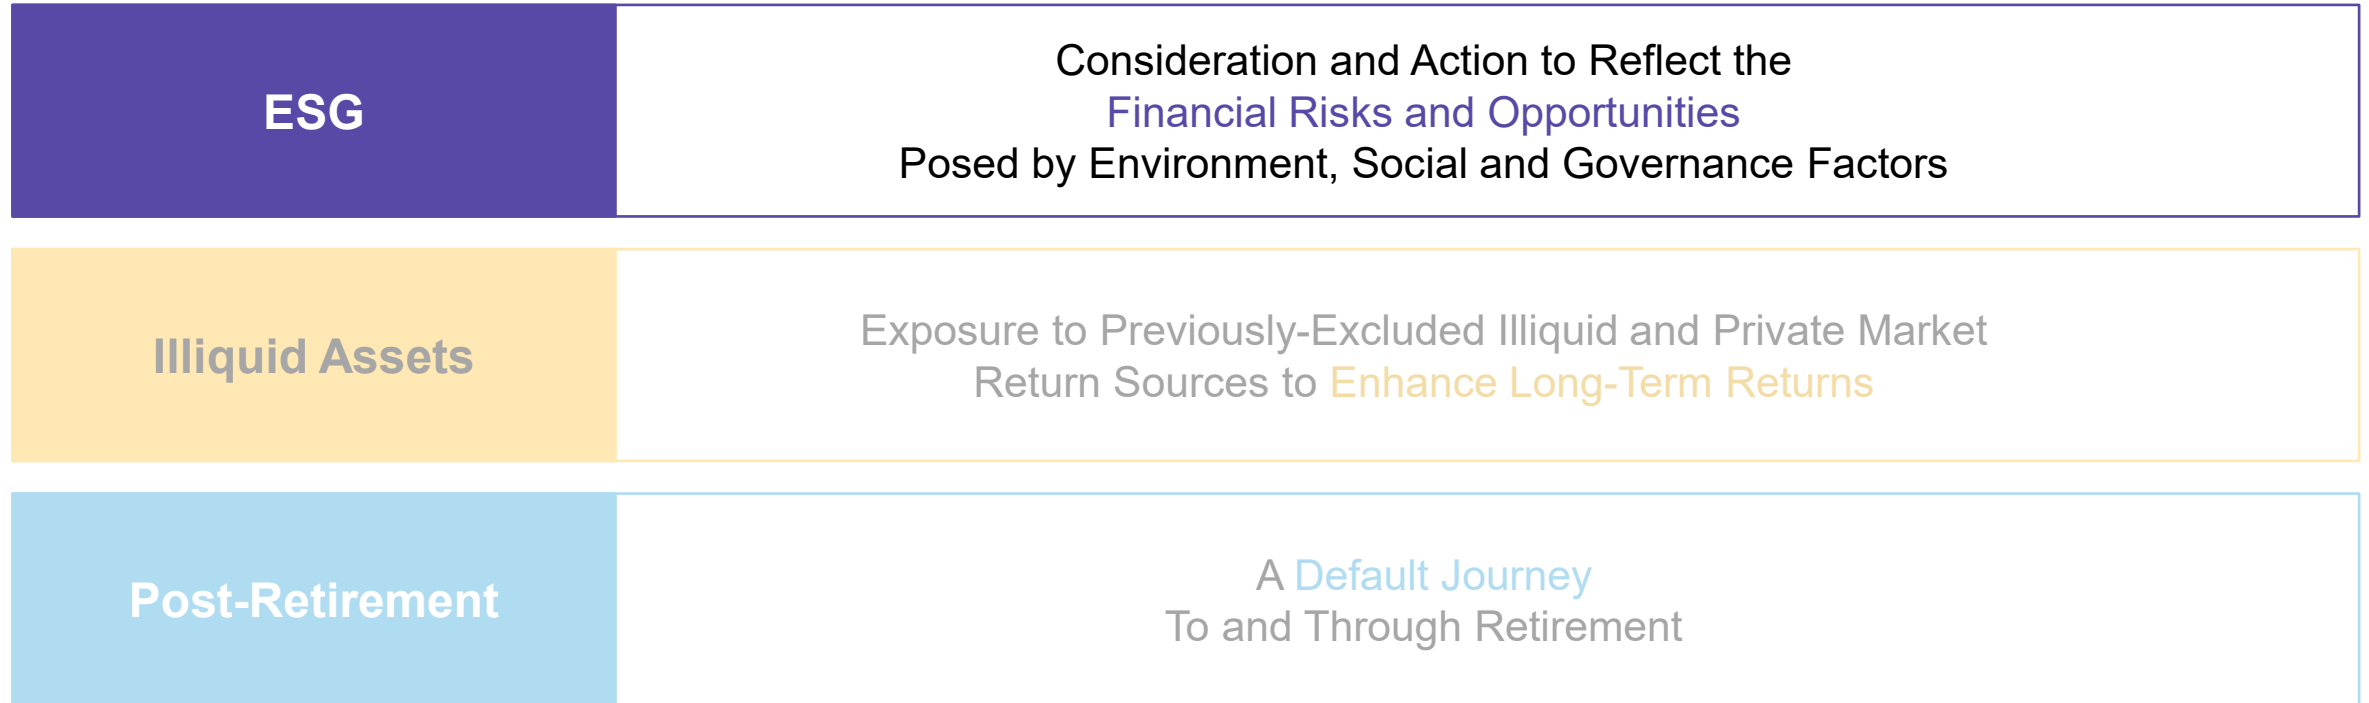 ESG
Consideration and Action to Reflect the
Financial Risks and Opportunities
Posed by Environment, Social and Governance Factors
Illiquid Assets
Exposure to Previously-Excluded Illiquid and Private Market
Return Sources to Enhance Long-Term Returns
Post-Retirement
A Default Journey
To and Through Retirement